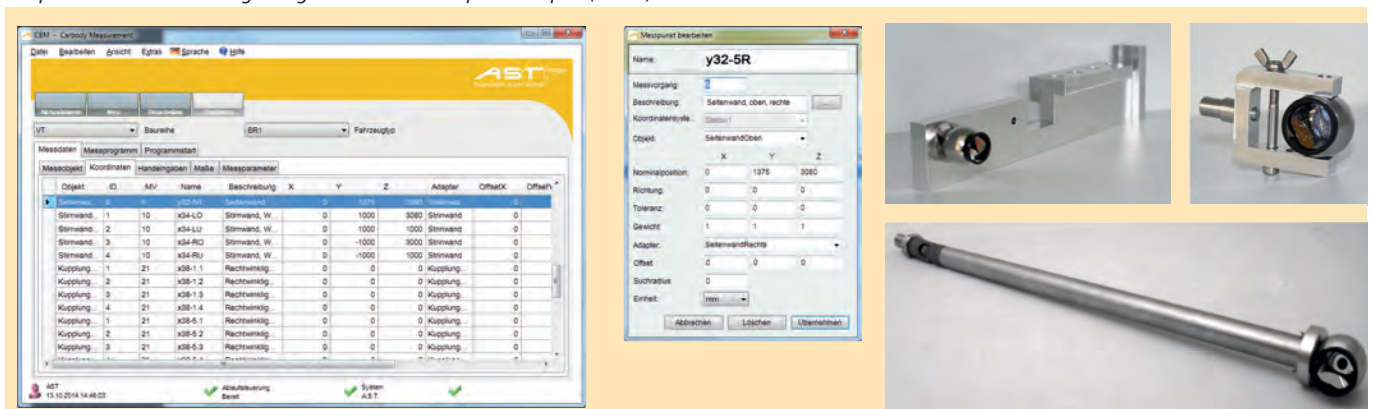 CBM - Carbody Measurement
Datei Bearbeiten Ansicht Extras Sprache Hilfe
AST
VT Baureihe BR1 Fahrzeugtyp
Messdaten Messprogramm Programmstart
Messobjekt Koordinaten Handeingaben Maße Messparameter
Objekt ID MV Name Beschreibung X Y Z Adapter OffsetX OffsetY
y32-5R Seitenwand 0 1375 3080 0
Stirnwand... 1 10 x34-LO Stirnwand, W... 0 1000 3080 Stirnwand 0
Stirnwand... 2 10 x34-LU Stirnwand, W... 0 1000 1000 Stirnwand 0
Stirnwand... 3 10 x34-RO Stirnwand, W... 0 -1000 3000 Stirnwand 0
Stirnwand... 4 10 x34-RU Stirnwand, W... 0 -1000 1000 Stirnwand 0
Kupplung... 1 21 x38-1.1 Rechtwinklig... 0 0 0 Kupplung... 0
Kupplung... 2 21 x38-1.2 Rechtwinklig... 0 0 0 Kupplung... 0
Kupplung... 3 21 x38-1.3 Rechtwinklig... 0 0 0 Kupplung... 0
Kupplung... 4 21 x38-1.4 Rechtwinklig... 0 0 0 Kupplung... 0
Kupplung... 1 21 x38-5.1 Rechtwinklig... 0 0 0 Kupplung... 0
Kupplung... 2 21 x38-5.2 Rechtwinklig... 0 0 0 Kupplung... 0
Kupplung... 3 21 x38-5.3 Rechtwinklig... 0 0 0 Kupplung... 0
AST Ablaufsteuerung System
13.10.2014 14:46:03 Bereit A.S.T.
Messpunkt bearbeiten
Name: y32-5R
Messvorgang:
Beschreibung: Seitenwand, oben, rechte ...
Koordinatensyste...
Objekt: SeitenwandOben
X Y Z
Nominalposition: 0 1375 3080
Richtung: 0 0 0
Toleranz: 0 0 0
Gewicht: 1 1 1
Adapter: SeitenwandRechts
Offset: 0 0 0
Suchradius: 0
Einheit: mm
Abbrechen Löschen Übernehmen